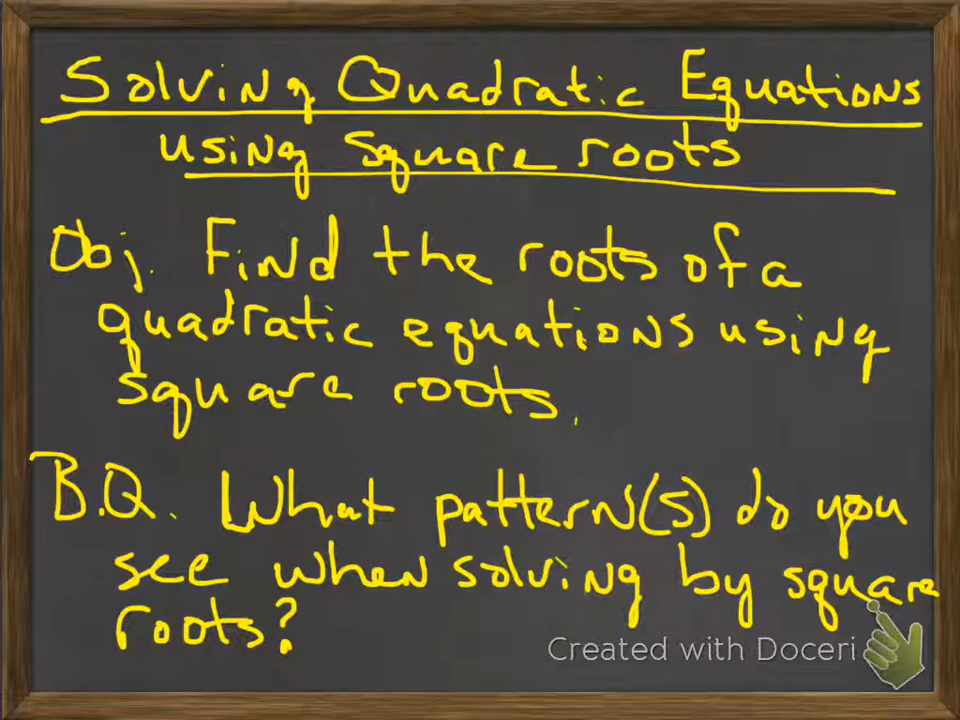 Solving Quadratic Equations
using square roots
Obj. Find the roots of a
quadratic equations using
square roots.
B.Q. What pattern(s) do you
see when solving by square
roots?
Created with Doceri